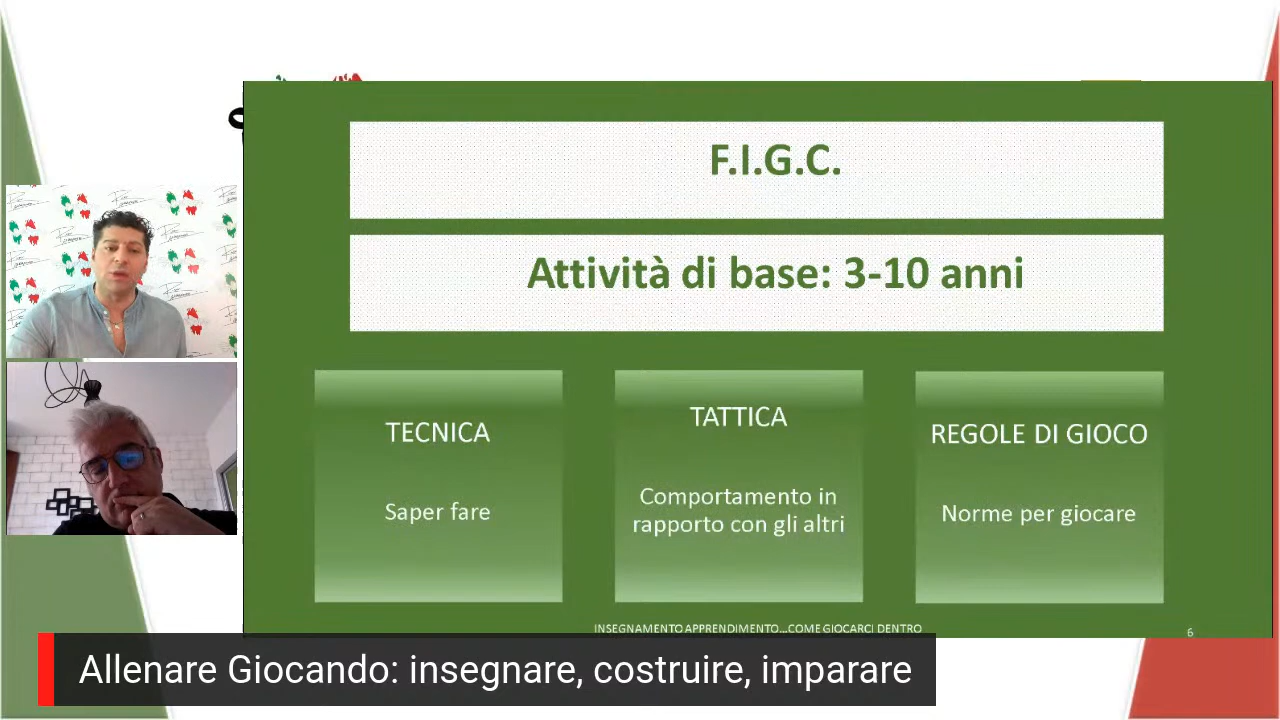 F.I.G.C.
Attività di base: 3-10 anni
TECNICA
Saper fare
TATTICA
Comportamento in
rapporto con gli altri
REGOLE DI GIOCO
Norme per giocare
INSEGNAMENTO APPRENDIMENTO...COME GIOCARCI DENTRO
6
Allenare Giocando: insegnare, costruire, imparare